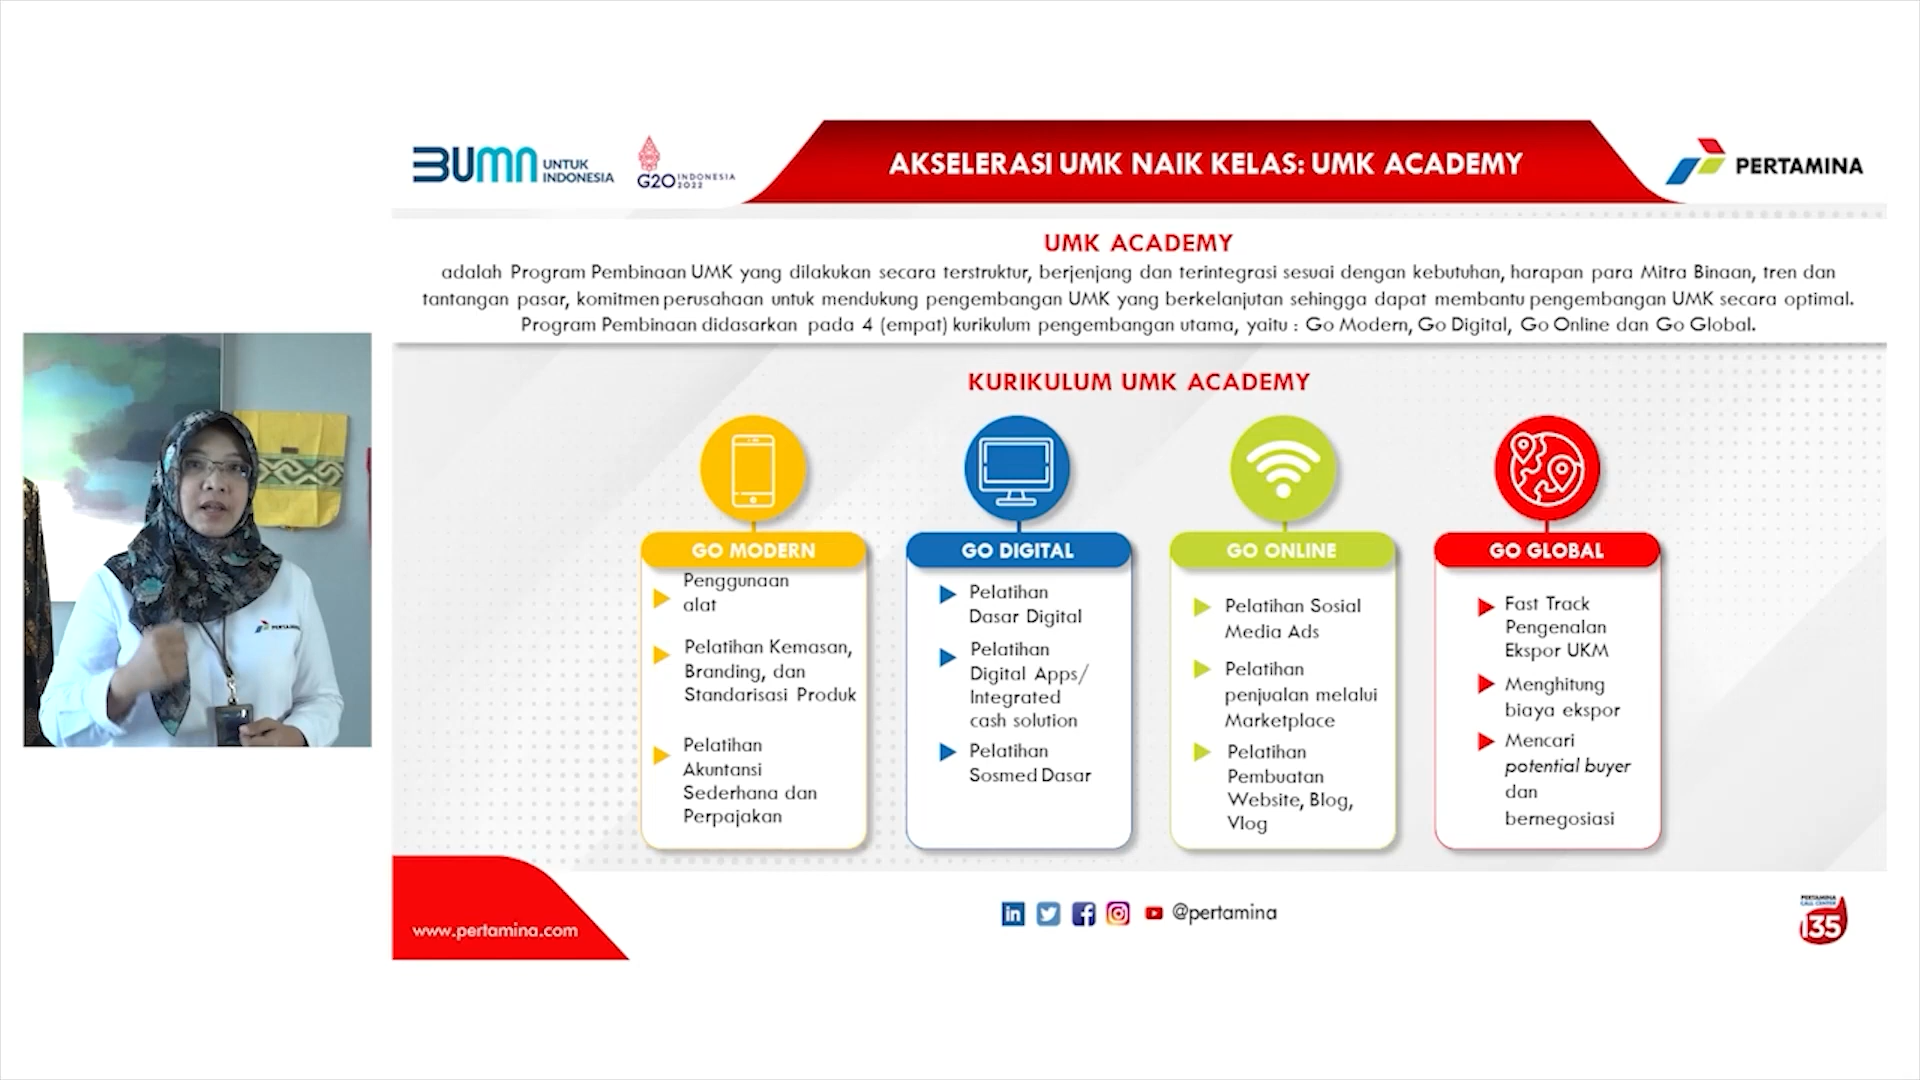 BUMN UNTUK
INDONESIA
G20 INDONESIA
2022
AKSELERASI UMK NAIK KELAS: UMK ACADEMY
PERTAMINA
UMK ACADEMY
adalah Program Pembinaan UMK yang dilakukan secara terstruktur, berjenjang dan terintegrasi sesuai dengan kebutuhan, harapan para Mitra Binaan, tren dan
tantangan pasar, komitmen perusahaan untuk mendukung pengembangan UMK yang berkelanjutan sehingga dapat membantu pengembangan UMK secara optimal.
Program Pembinaan didasarkan pada 4 (empat) kurikulum pengembangan utama, yaitu : Go Modern, Go Digital, Go Online dan Go Global.
KURIKULUM UMK ACADEMY
GO MODERN
Penggunaan
alat
Pelatihan Kemasan,
Branding, dan
Standarisasi Produk
Pelatihan
Akuntansi
Sederhana dan
Perpajakan
GO DIGITAL
Pelatihan
Dasar Digital
Pelatihan
Digital Apps/
Integrated
cash solution
Pelatihan
Sosmed Dasar
GO ONLINE
Pelatihan Sosial
Media Ads
Pelatihan
penjualan melalui
Marketplace
Pelatihan
Pembuatan
Website, Blog,
Vlog
GO GLOBAL
Fast Track
Pengenalan
Ekspor UKM
Menghitung
biaya ekspor
Mencari
potential buyer
dan
bernegosiasi
www.pertamina.com
@pertamina
PERTAMINA
CALL CENTER
135